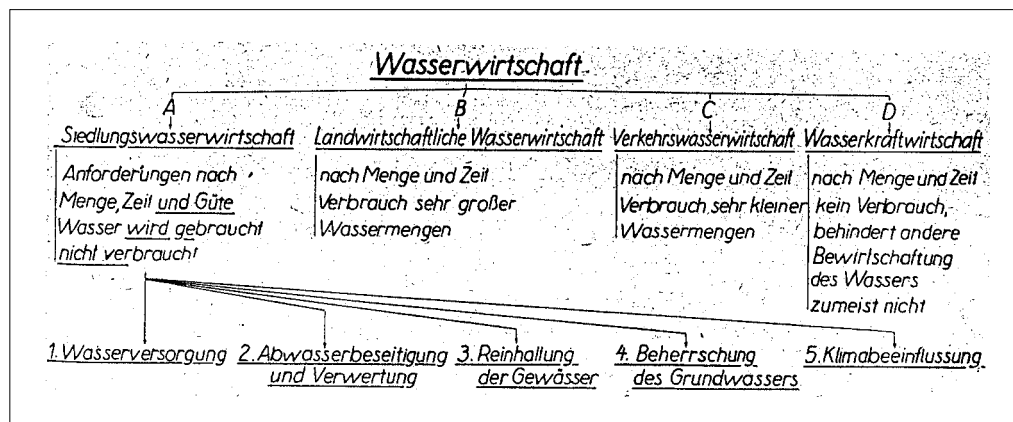 Wasserwirtschaft
A
B
C
D
Siedlungswasserwirtschaft
Anforderungen nach
Menge, Zeit und Güte
Wasser wird gebraucht
nicht verbraucht
Landwirtschaftliche Wasserwirtschaft
nach Menge und Zeit
Verbrauch sehr großer
Wassermengen
Verkehrswasserwirtschaft
nach Menge und Zeit
Verbrauch sehr kleiner
Wassermengen
Wasserkraftwirtschaft
nach Menge und Zeit
kein Verbrauch,
behindert andere
Bewirtschaftung
des Wassers
zumeist nicht
1. Wasserversorgung
2. Abwasserbeseitigung
und Verwertung
3. Reinhaltung
der Gewässer
4. Beherrschung
des Grundwassers
5. Klimabeeinflussung